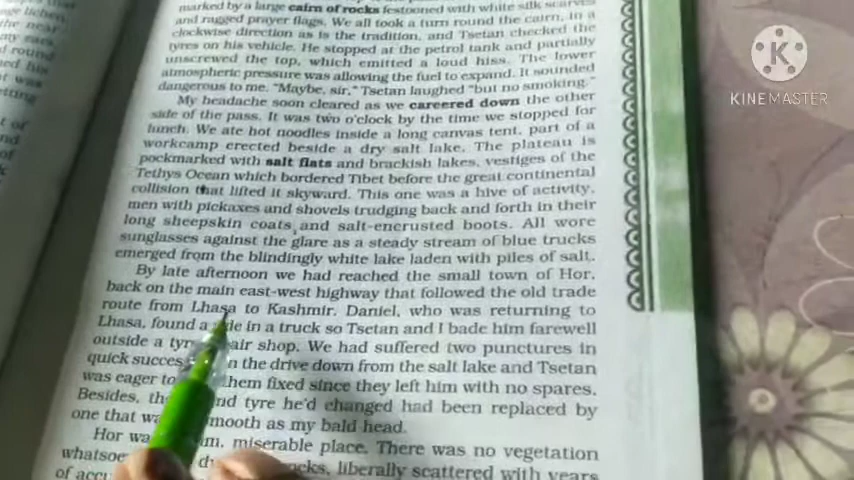 marked by a large cairn of rocks festooned with white silk scarves
and rugged prayer flags. We all took a turn round the cairn, in a
clockwise direction as is the tradition, and Tsetan checked the
tyres on his vehicle. He stopped at the petrol tank and partially
unscrewed the top, which emitted a loud hiss. The lower
atmospheric pressure was allowing the fuel to expand. It sounded
dangerous to me. "Maybe, sir," Tsetan laughed "but no smoking."
My headache soon cleared as we careered down the other
side of the pass. It was two o'clock by the time we stopped for
lunch. We ate hot noodles inside a long canvas tent, part of a
workcamp erected beside a dry salt lake. The plateau is
pockmarked with salt flats and brackish lakes, vestiges of the
Tethys Ocean which bordered Tibet before the great continental
collision that lifted it skyward. This one was a hive of activity,
men with pickaxes and shovels trudging back and forth in their
long sheepskin coats and salt-encrusted boots. All wore
sunglasses against the glare as a steady stream of blue trucks
emerged from the blindingly white lake laden with piles of salt.
By late afternoon we had reached the small town of Hor,
back on the main east-west highway that followed the old trade
route from Lhasa to Kashmir. Daniel, who was returning to
Lhasa, found a in a truck so Tsetan and I bade him farewell
outside a shop. We had suffered two punctures in
quick the drive down from the salt lake and Tsetan
was eager to them fixed since they left him with no spares.
Besides, tyre he'd changed had been replaced by
one that smooth as my bald head.
Hor miserable place. There was no vegetation
liberally scattered with years
of
KINEMASTER